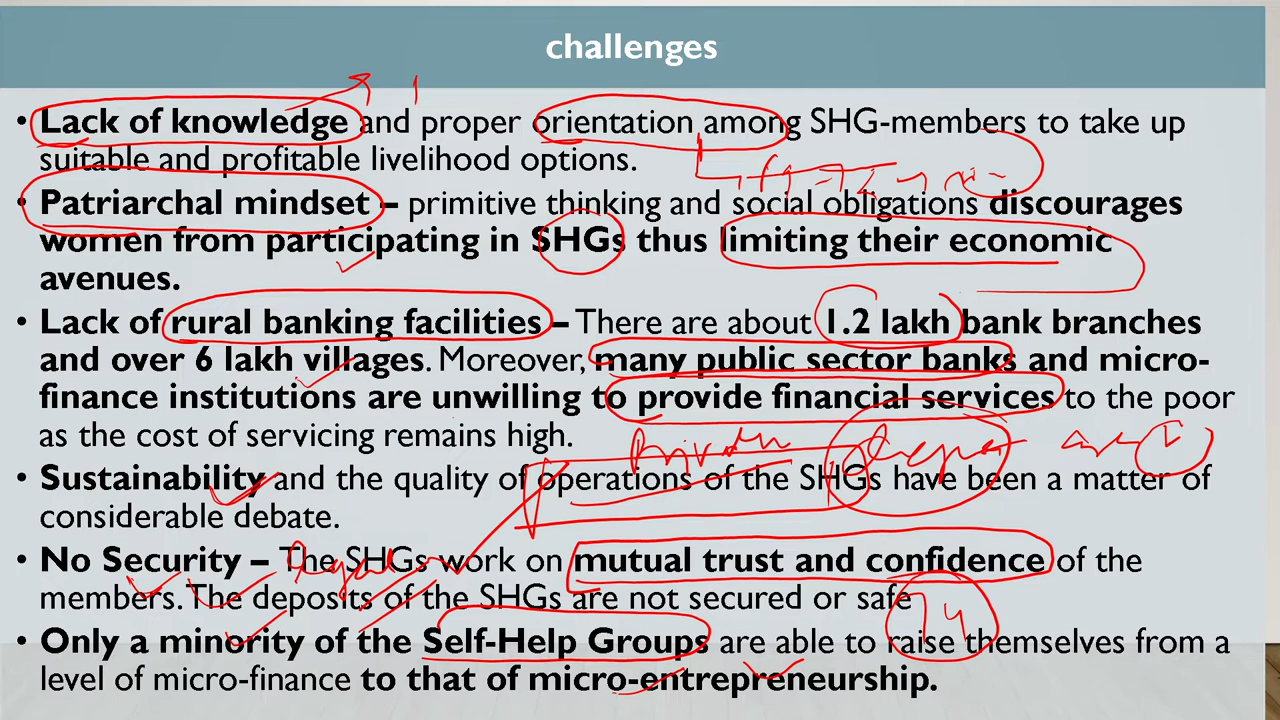 challenges
• Lack of knowledge and proper orientation among SHG-members to take up
suitable and profitable livelihood options.
• Patriarchal mindset – primitive thinking and social obligations discourages
women from participating in SHGs thus limiting their economic
avenues.
• Lack of rural banking facilities – There are about 1.2 lakh bank branches
and over 6 lakh villages. Moreover, many public sector banks and micro-
finance institutions are unwilling to provide financial services to the poor
as the cost of servicing remains high.
• Sustainability and the quality of operations of the SHGs have been a matter of
considerable debate.
• No Security – The SHGs work on mutual trust and confidence of the
members. The deposits of the SHGs are not secured or safe
• Only a minority of the Self-Help Groups are able to raise themselves from a
level of micro-finance to that of micro-entrepreneurship.